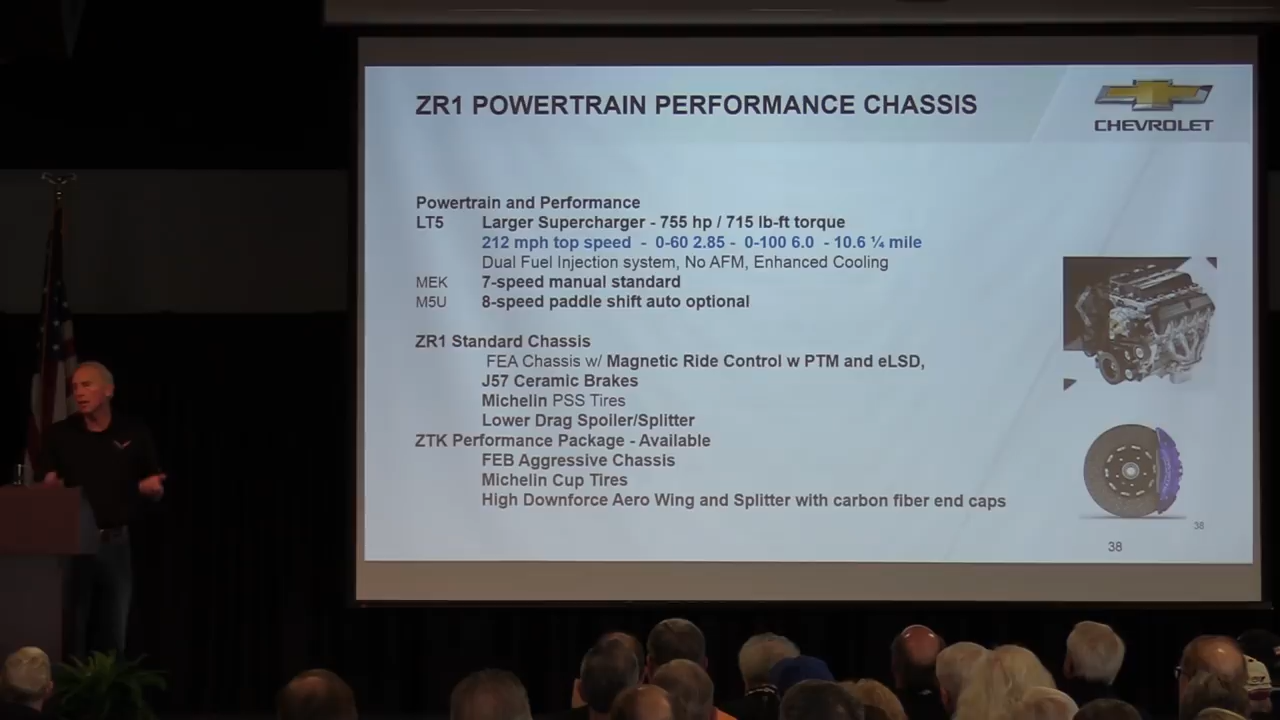 ZR1 POWERTRAIN PERFORMANCE CHASSIS
CHEVROLET
Powertrain and Performance
LT5 Larger Supercharger - 755 hp / 715 lb-ft torque
212 mph top speed - 0-60 2.85 - 0-100 6.0 - 10.6 ¼ mile
Dual Fuel Injection system, No AFM, Enhanced Cooling
MEK 7-speed manual standard
M5U 8-speed paddle shift auto optional
ZR1 Standard Chassis
FEA Chassis w/ Magnetic Ride Control w PTM and eLSD,
J57 Ceramic Brakes
Michelin PSS Tires
Lower Drag Spoiler/Splitter
ZTK Performance Package - Available
FEB Aggressive Chassis
Michelin Cup Tires
High Downforce Aero Wing and Splitter with carbon fiber end caps
38
38